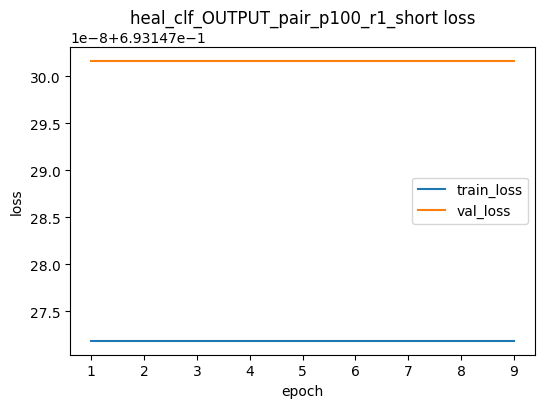 heal_clf_OUTPUT_pair_p100_r1_short loss
1e-8+6.93147e-1
30.0
29.5
29.0
28.5
28.0
27.5
loss
train_loss
val_loss
1 2 3 4 5 6 7 8 9
epoch